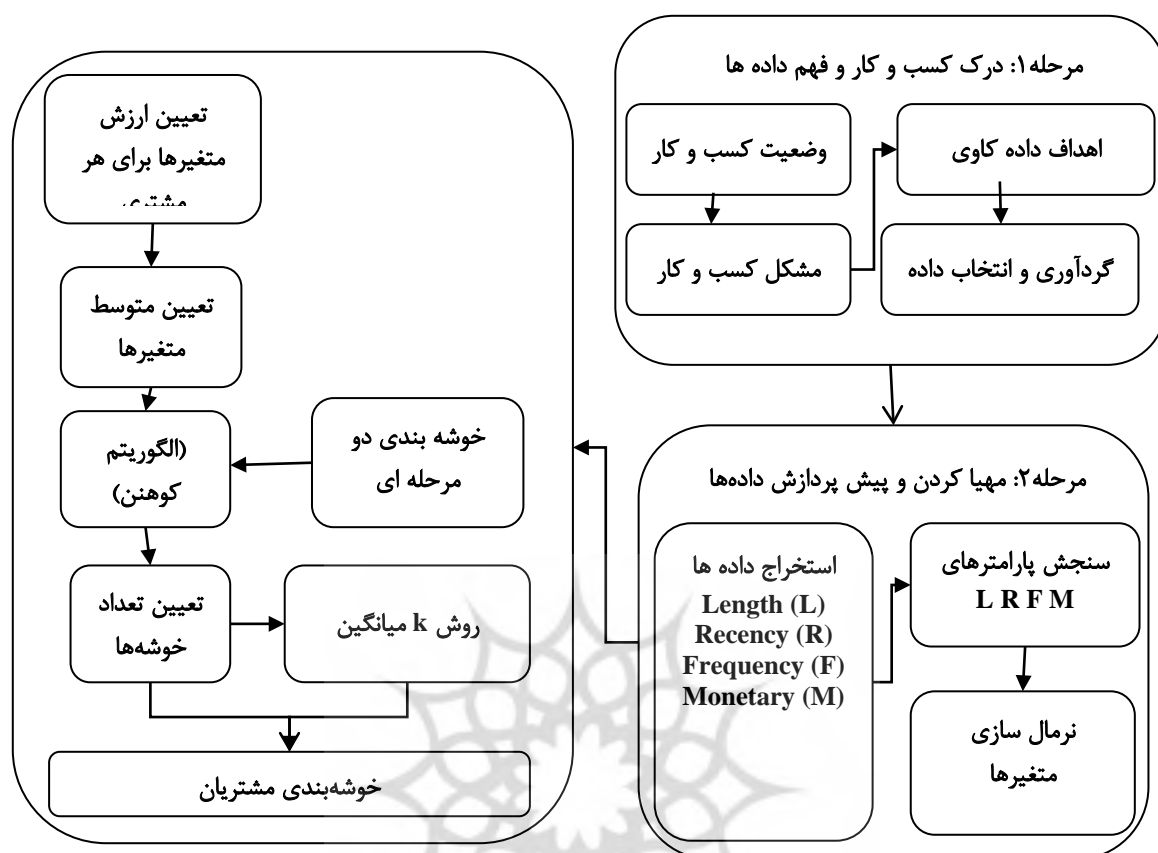 مرحله۱: درک کسب و کار و فهم داده ها
وضعیت کسب و کار
مشکل کسب و کار
اهداف داده کاوی
گردآوری و انتخاب داده
مرحله۲: مهیا کردن و پیش پردازش داده‌ها
استخراج داده ها
Length (L)
Recency (R)
Frequency (F)
Monetary (M)
سنجش پارامترهای
L R F M
نرمال سازی
متغیرها
تعیین ارزش
متغیرها برای هر
مشتری
تعیین متوسط
متغیرها
خوشه بندی دو
مرحله ای
(الگوریتم
کوهنن)
تعیین تعداد
خوشه‌ها
روش k میانگین
خوشه‌بندی مشتریان